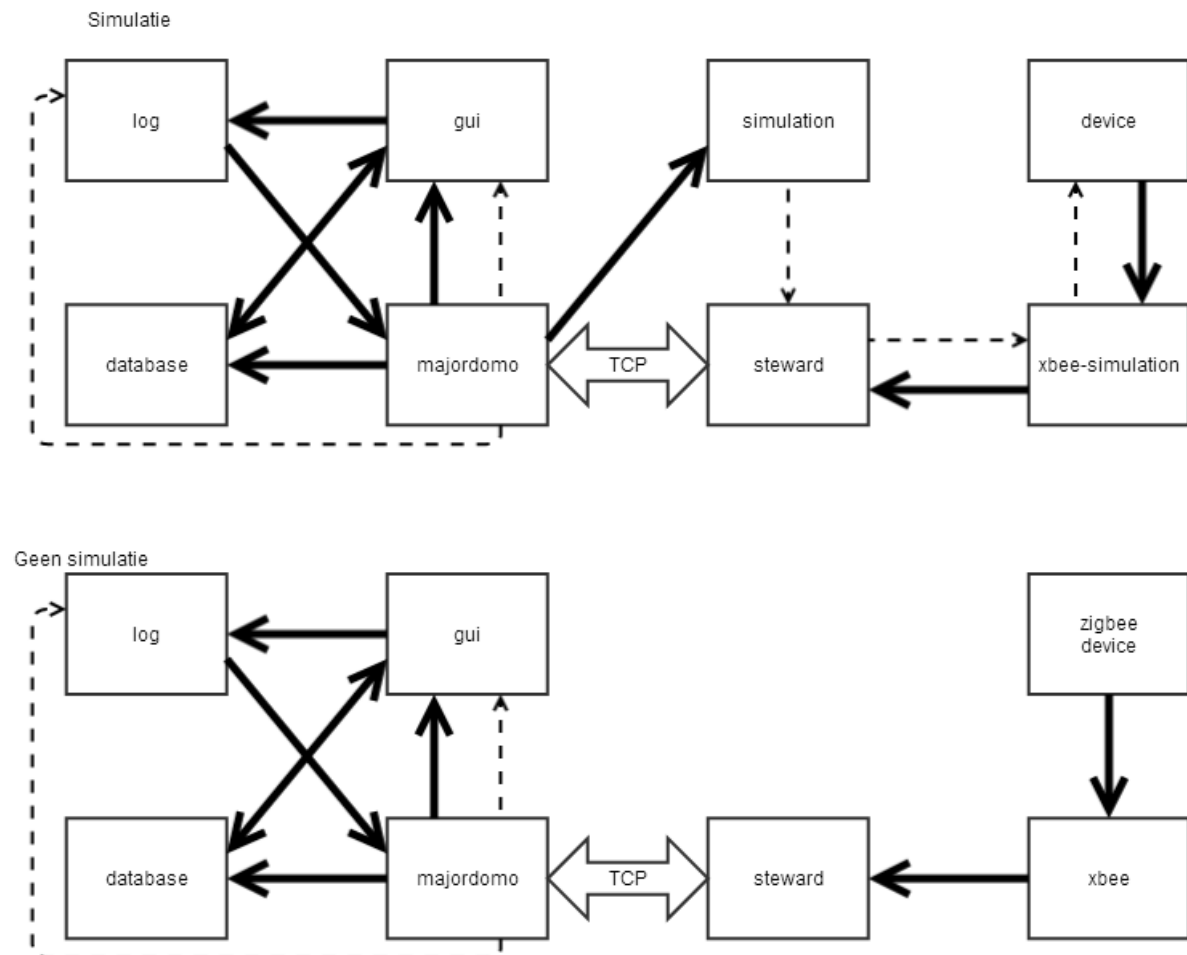 Simulatie
log
gui
simulation
device
database
majordomo
TCP
steward
xbee-simulation
Geen simulatie
log
gui
zigbee
device
database
majordomo
TCP
steward
xbee